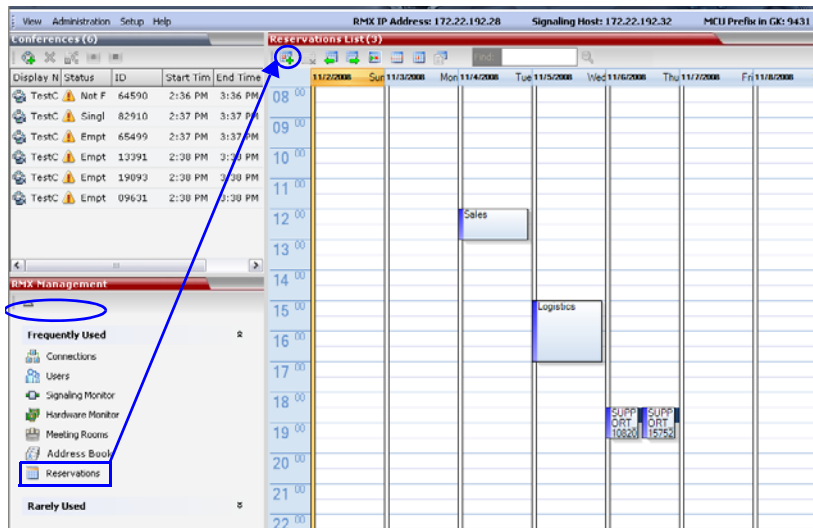 View Administration Setup Help RMX IP Address: 172.22.192.28 Signaling Host: 172.22.192.32 MCU Prefix in GK: 9431
Conferences (6)
Display N Status ID Start Tim End Time
TestC Not F 64590 2:36 PM 3:36 PM
TestC Singl 82910 2:37 PM 3:37 PM
TestC Empt 65499 2:37 PM 3:37 PM
TestC Empt 13391 2:38 PM 3:38 PM
TestC Empt 19893 2:38 PM 3:38 PM
TestC Empt 09631 2:38 PM 3:38 PM
RMX Management
Frequently Used
Connections
Users
Signaling Monitor
Hardware Monitor
Meeting Rooms
Address Book
Reservations
Rarely Used
Reservations List (3)
Find:
11/2/2008 Sun 11/3/2008 Mon 11/4/2008 Tue 11/5/2008 Wed 11/6/2008 Thu 11/7/2008 Fri 11/8/2008
08 00
09 00
10 00
11 00
12 00 Sales
13 00
14 00
15 00 Logistics
16 00
17 00
18 00
SUPP SUPP
ORT ORT
19 00 10820 15752
20 00
21 00
22 00